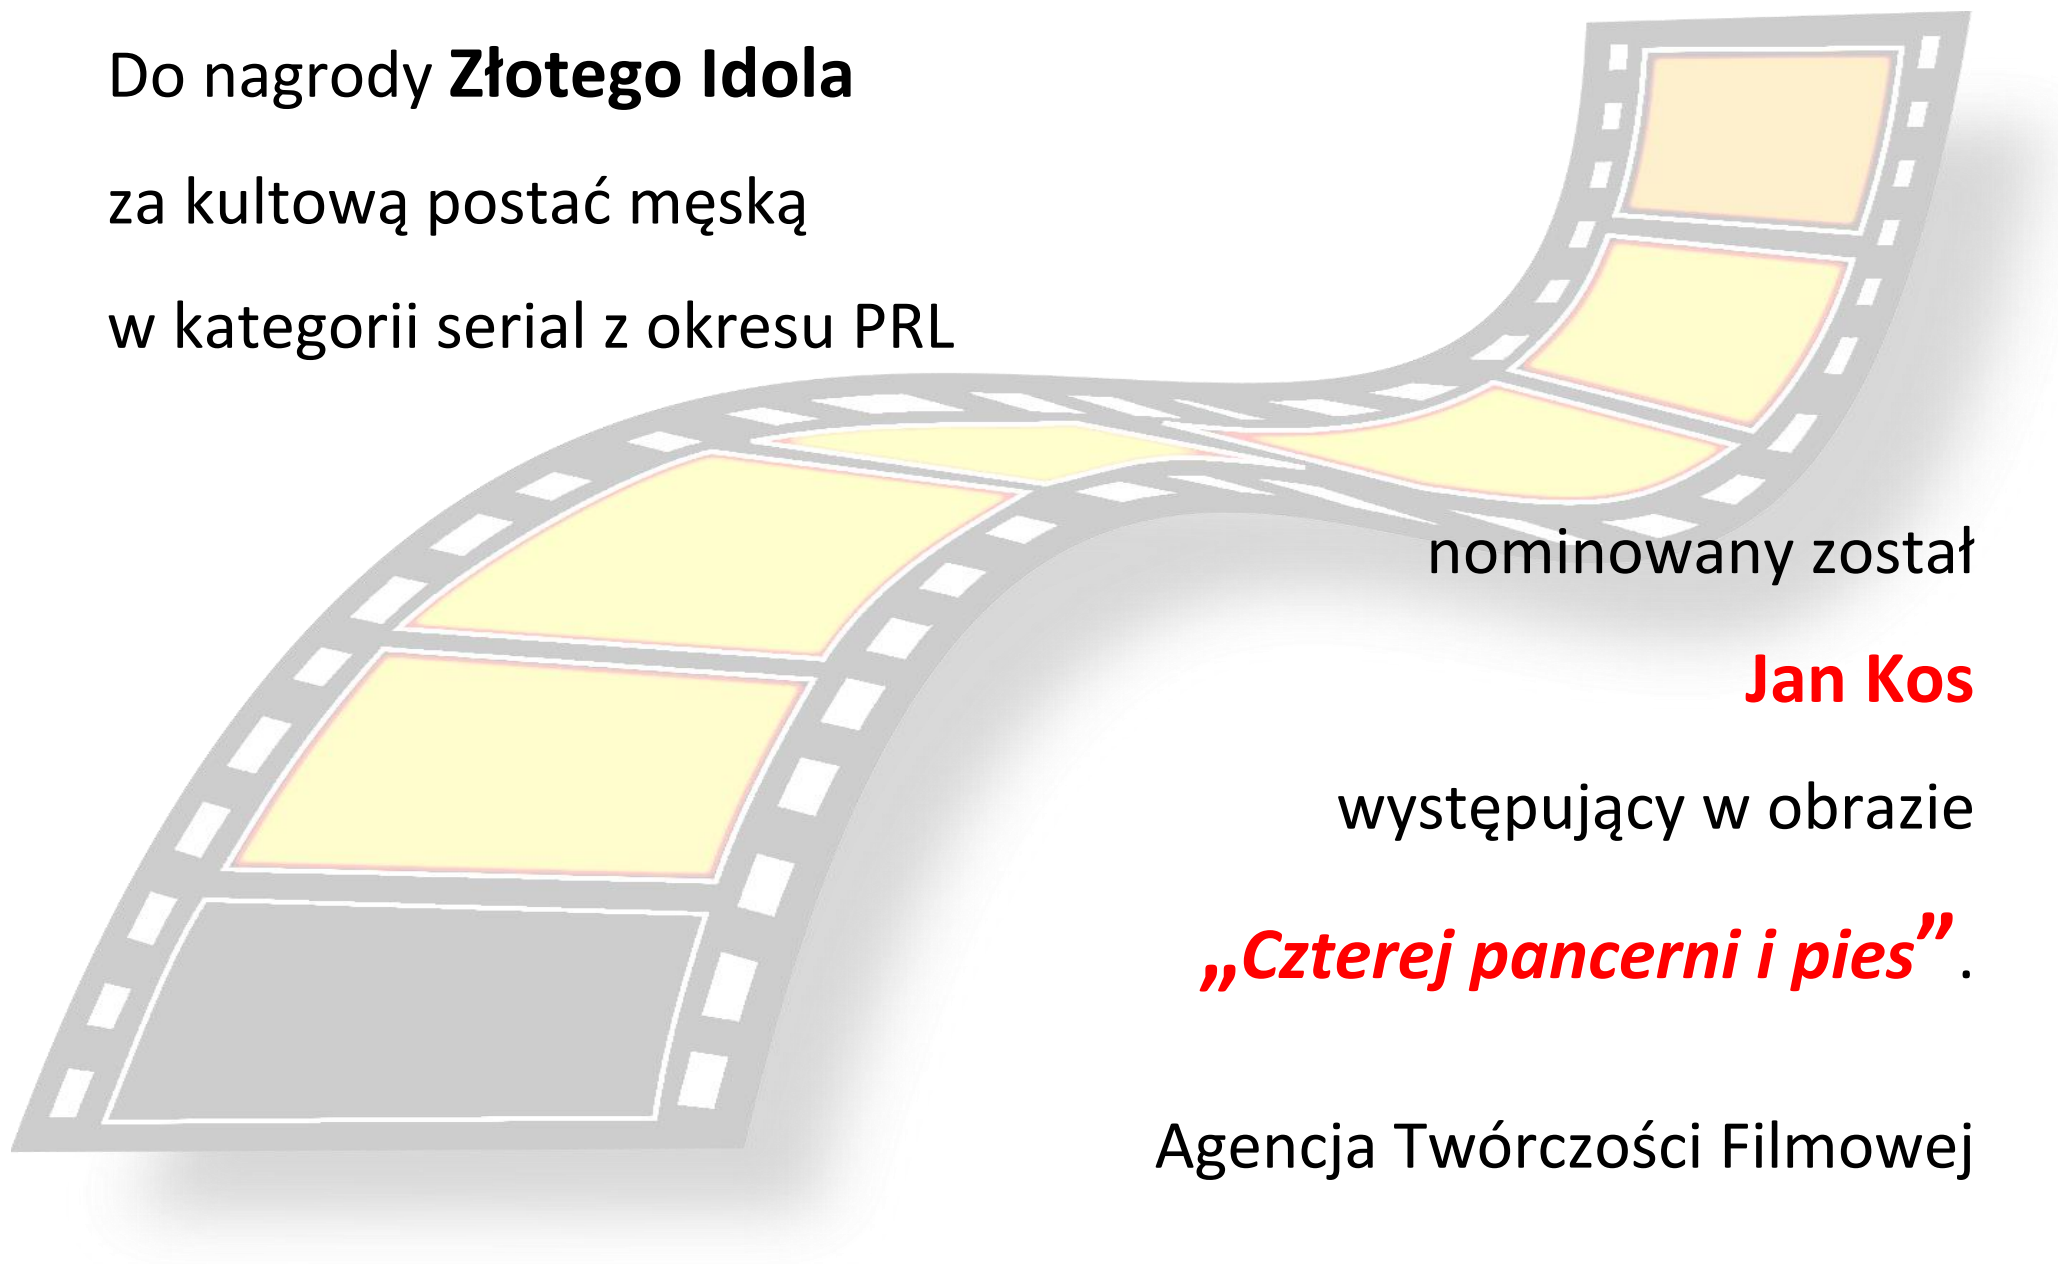 Do nagrody Złotego Idola
za kultową postać męską
w kategorii serial z okresu PRL
nominowany został
Jan Kos
występujący w obrazie
„Czterej pancerni i pies” .
Agencja Twórczości Filmowej